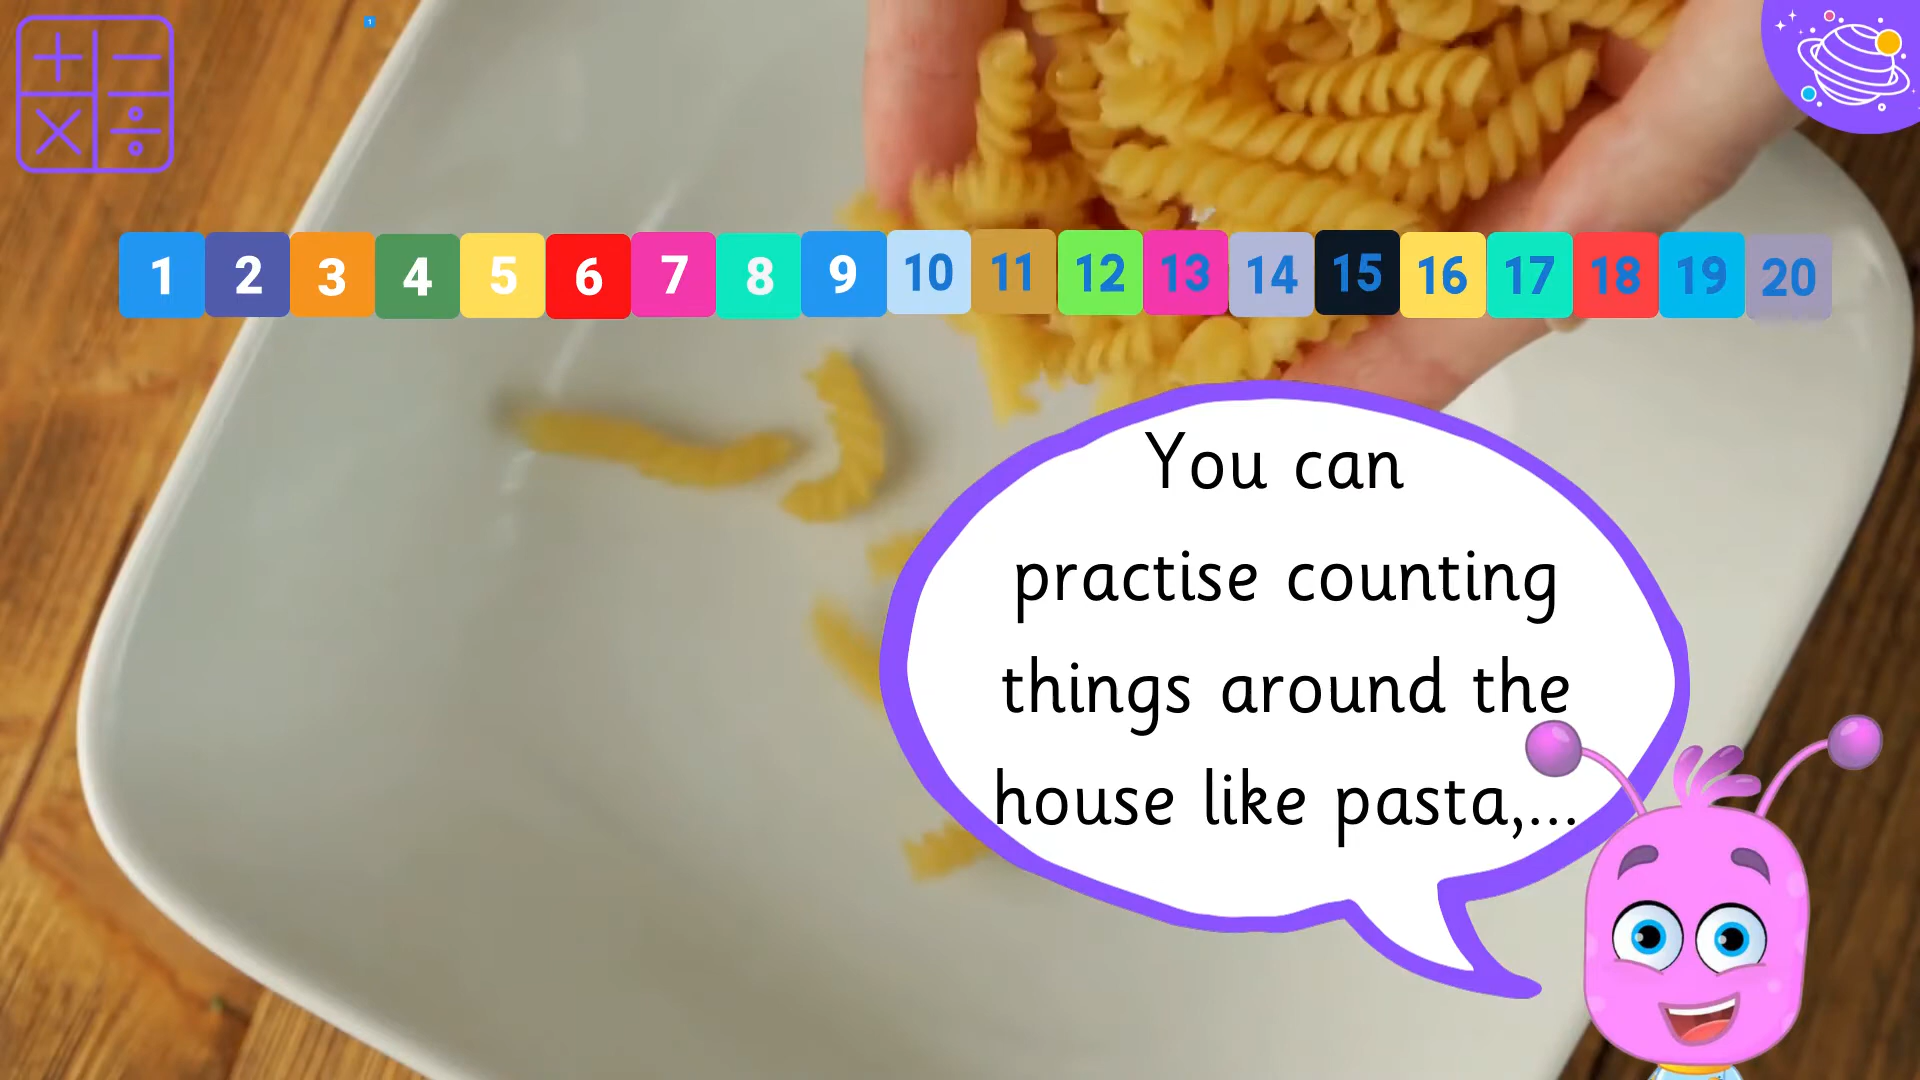 1 2 3 4 5 6 7 8 9 10 11 12 13 14 15 16 17 18 19 20
You can
practise counting
things around the
house like pasta,...